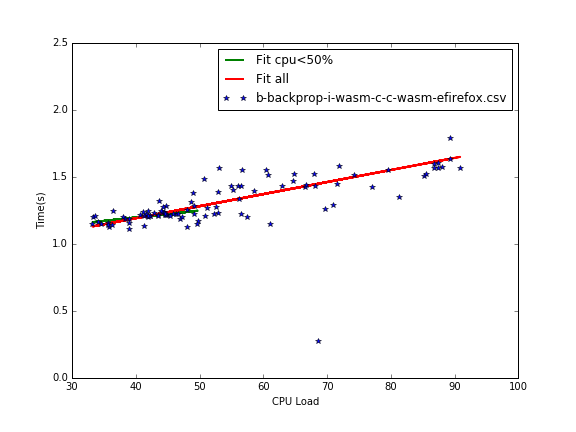 2.5
2.0
1.5
1.0
0.5
0.0
Time(s)
Fit cpu<50%
Fit all
b-backprop-i-wasm-c-c-wasm-efirefox.csv
30 40 50 60 70 80 90 100
CPU Load